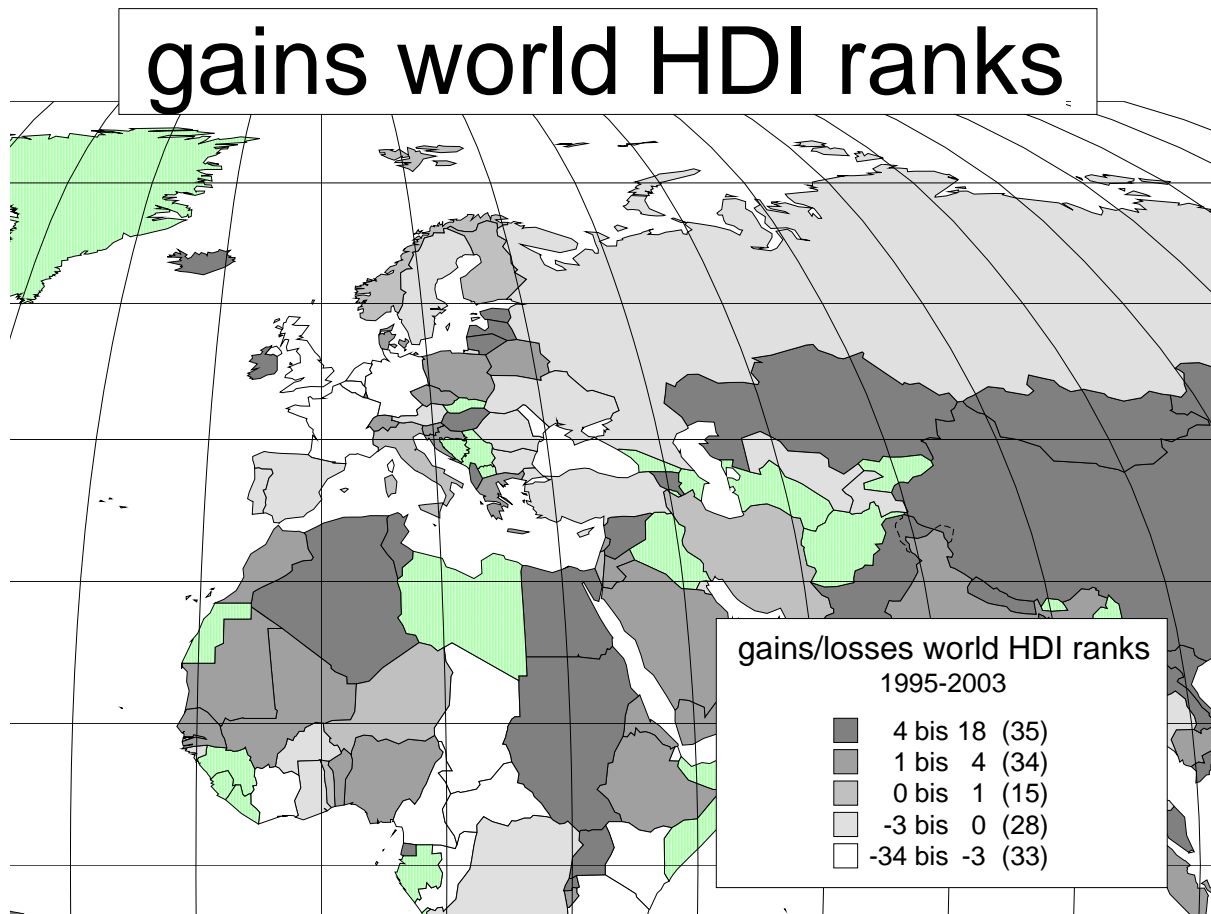 gains world HDI ranks
gains/losses world HDI ranks
1995-2003
4 bis 18 (35)
1 bis 4 (34)
0 bis 1 (15)
-3 bis 0 (28)
-34 bis -3 (33)